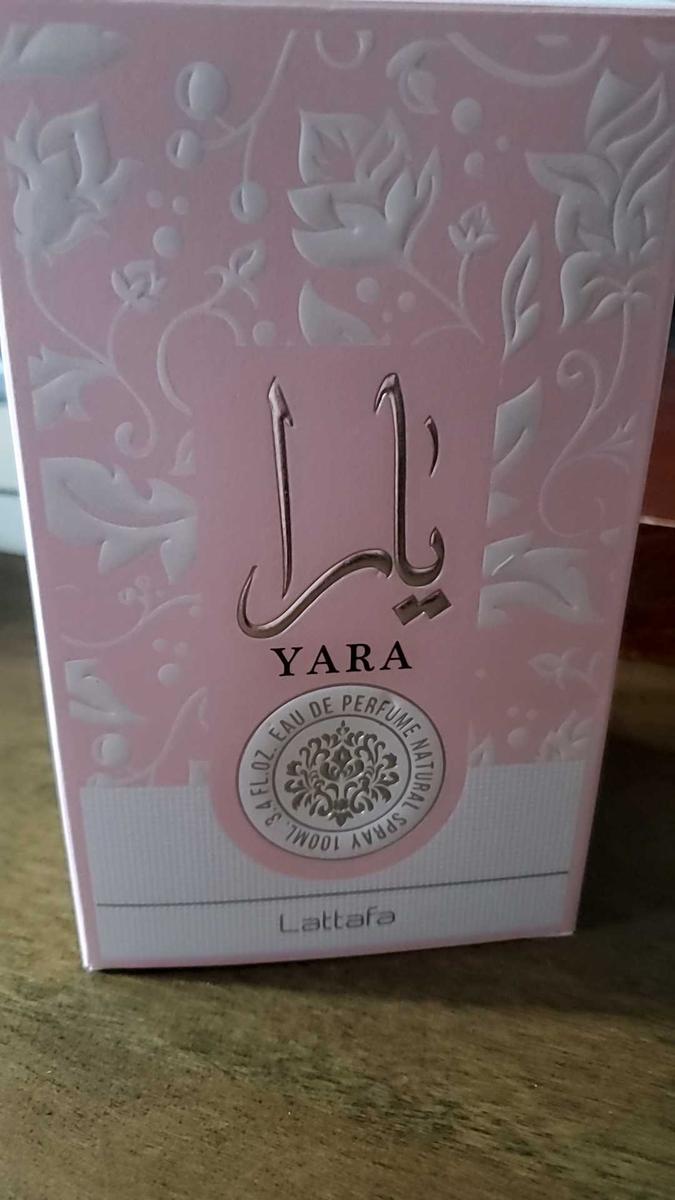 يارا
YARA
EAU DE PERFUME NATURAL SPRAY 100ML. 3.4 FL.OZ.
Lattafa